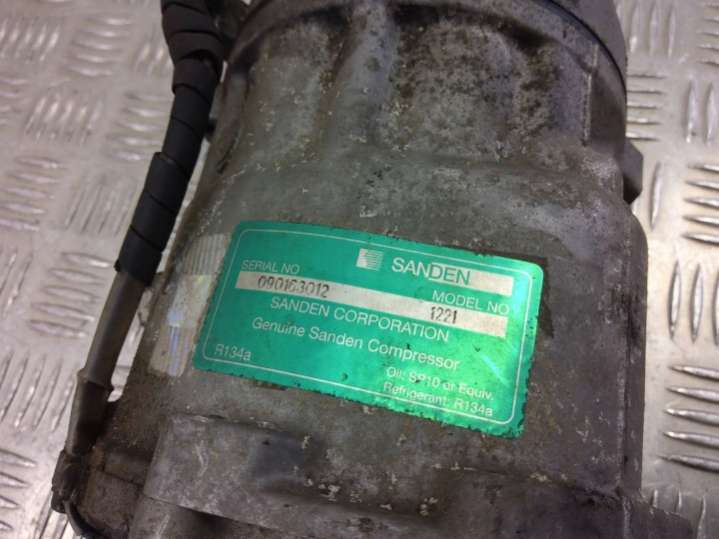 SANDEN
SERIAL NO
MODEL NO
090163012
1221
SANDEN CORPORATION
Genuine Sanden Compressor
R134a
Oil: SP10 or Equiv.
Refrigerant: R134a